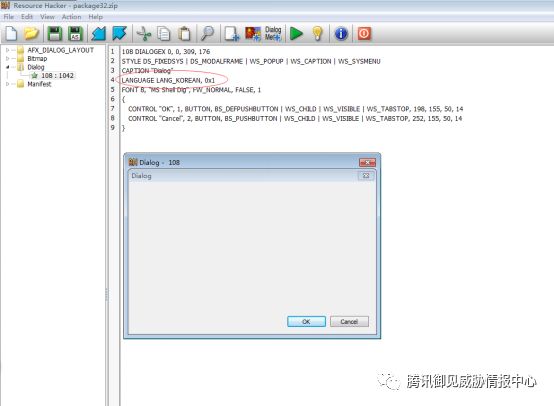 Resource Hacker - package32.zip
File Edit View Action Help
Dialog
Menu
AFX_DIALOG_LAYOUT
Bitmap
Dialog
108 : 1042
Manifest
1 108 DIALOGEX 0, 0, 309, 176
2 STYLE DS_FIXEDSYS | DS_MODALFRAME | WS_POPUP | WS_CAPTION | WS_SYSMENU
3 CAPTION "Dialog"
4 LANGUAGE LANG_KOREAN, 0x1
5 FONT 8, "MS Shell Dlg", FW_NORMAL, FALSE, 1
6 {
7 CONTROL "OK", 1, BUTTON, BS_DEFPUSHBUTTON | WS_CHILD | WS_VISIBLE | WS_TABSTOP, 198, 155, 50, 14
8 CONTROL "Cancel", 2, BUTTON, BS_PUSHBUTTON | WS_CHILD | WS_VISIBLE | WS_TABSTOP, 252, 155, 50, 14
9 }
Dialog - 108
Dialog
OK Cancel
腾讯御见威胁情报中心